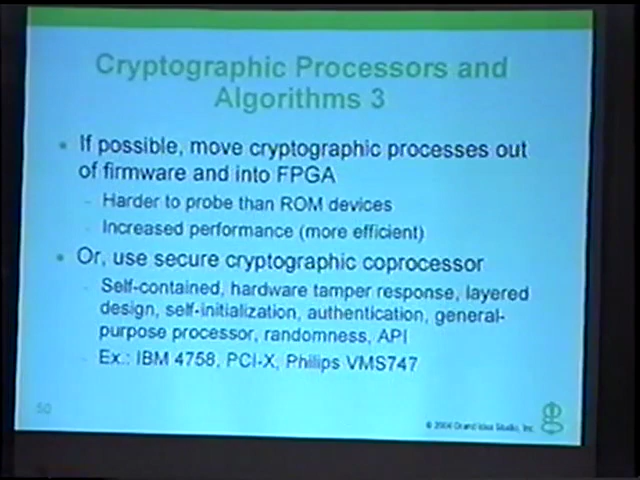 Cryptographic Processors and
Algorithms 3
• If possible, move cryptographic processes out
of firmware and into FPGA
- Harder to probe than ROM devices
- Increased performance (more efficient)
• Or, use secure cryptographic coprocessor
- Self-contained, hardware tamper response, layered
design, self-initialization, authentication, general-
purpose processor, randomness, API
- Ex.: IBM 4758, PCI-X, Philips VMS747
50
© 2004 Grand Idea Studio, Inc.